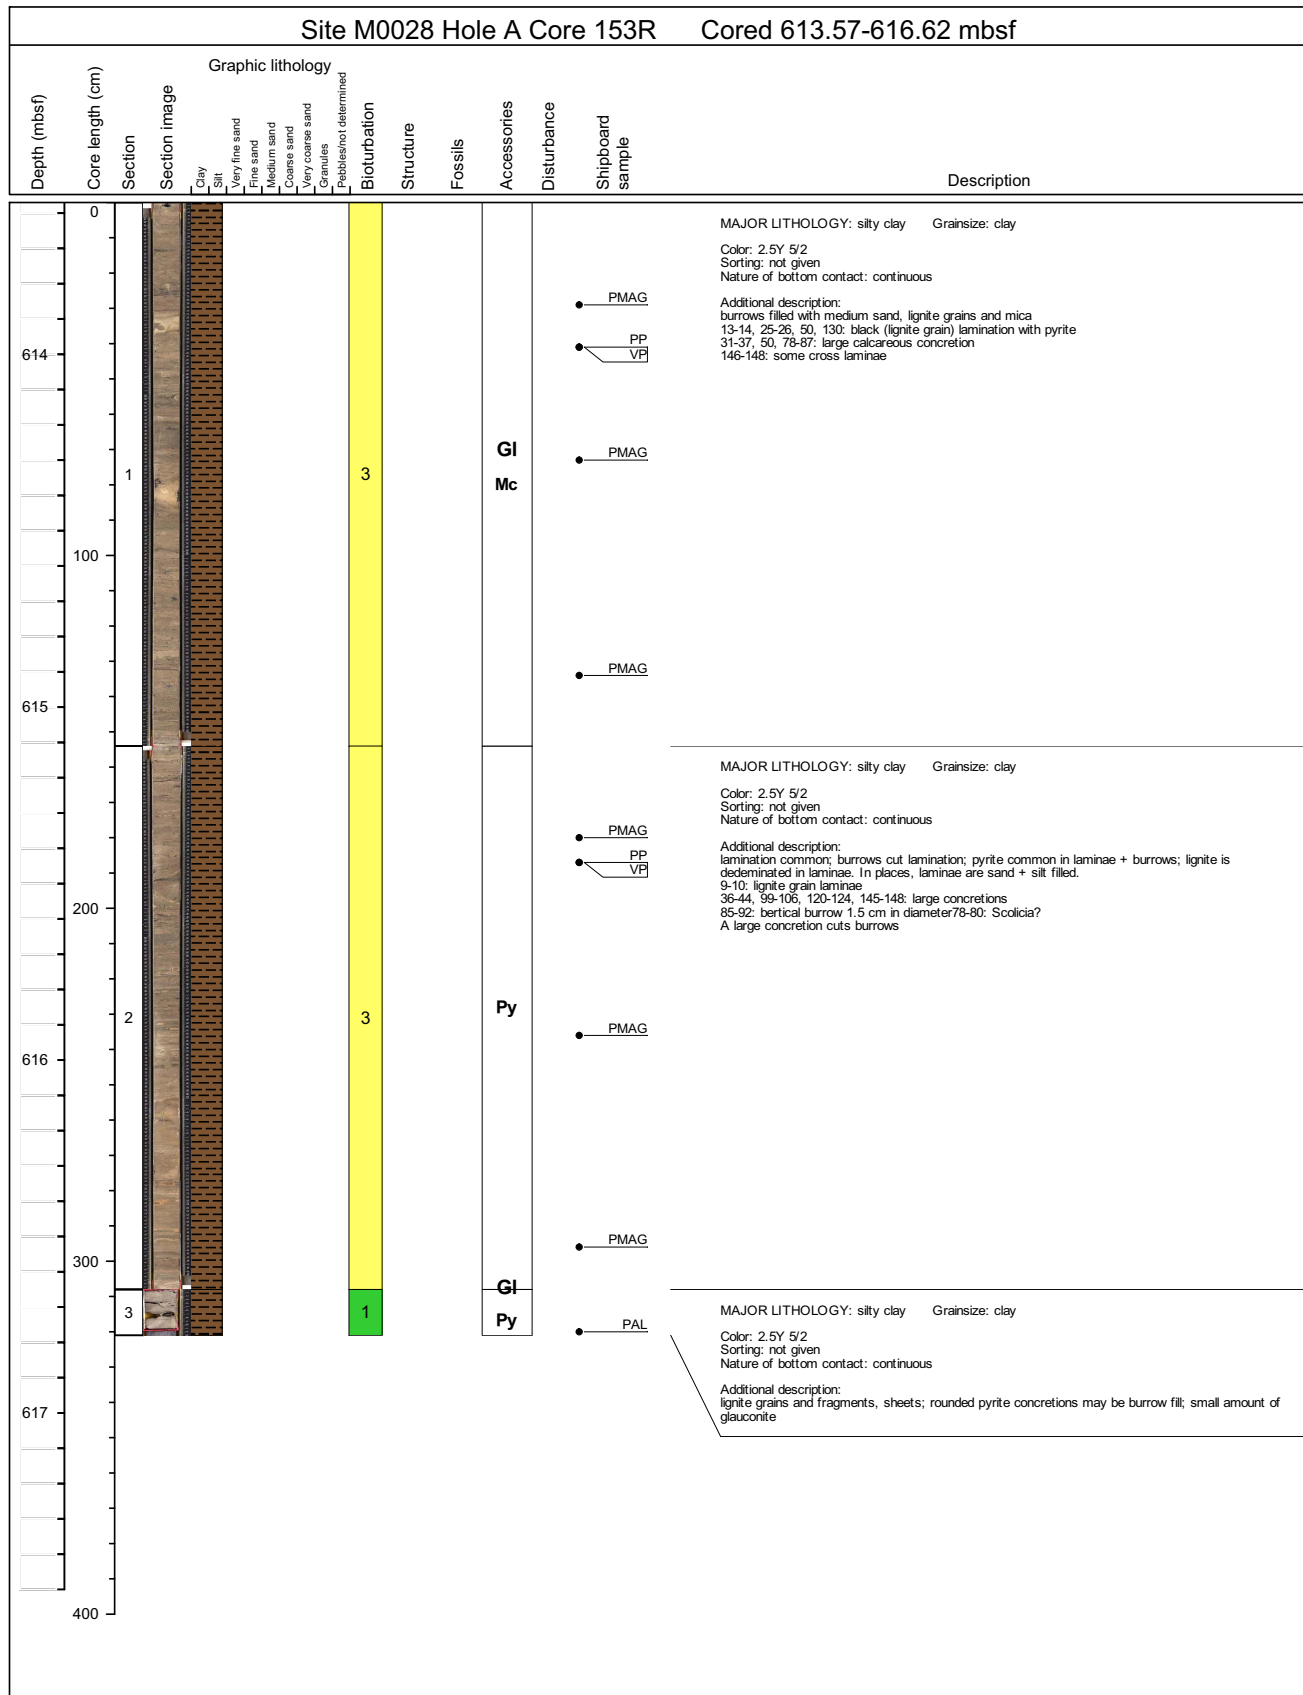 Site M0028 Hole A Core 153R Cored 613.57-616.62 mbsf
Graphic lithology
Depth (mbsf)
Core length (cm)
Section
Section image
Clay
Silt
Very fine sand
Fine sand
Medium sand
Coarse sand
Very coarse sand
Granules
Pebbles/not determined
Bioturbation
Structure
Fossils
Accessories
Disturbance
Shipboard
sample
Description
0
MAJOR LITHOLOGY: silty clay Grainsize: clay
Color: 2.5Y 5/2
Sorting: not given
Nature of bottom contact: continuous
Additional description:
burrows filled with medium sand, lignite grains and mica
13-14, 25-26, 50, 130: black (lignite grain) lamination with pyrite
31-37, 50, 78-87: large calcareous concretion
146-148: some cross laminae
PMAG
PP
VP
614
Gl
PMAG
1
3
Mc
100
PMAG
615
MAJOR LITHOLOGY: silty clay Grainsize: clay
Color: 2.5Y 5/2
Sorting: not given
Nature of bottom contact: continuous
Additional description:
lamination common; burrows cut lamination; pyrite common in laminae + burrows; lignite is
dedeminated in laminae. In places, laminae are sand + silt filled.
9-10: lignite grain laminae
36-44, 99-106, 120-124, 145-148: large concretions
85-92: bertical burrow 1.5 cm in diameter78-80: Scolicia?
A large concretion cuts burrows
PMAG
PP
VP
200
Py
2
3
PMAG
616
PMAG
300
Gl
3
1
Py
PAL
MAJOR LITHOLOGY: silty clay Grainsize: clay
Color: 2.5Y 5/2
Sorting: not given
Nature of bottom contact: continuous
Additional description:
lignite grains and fragments, sheets; rounded pyrite concretions may be burrow fill; small amount of
glauconite
617
400